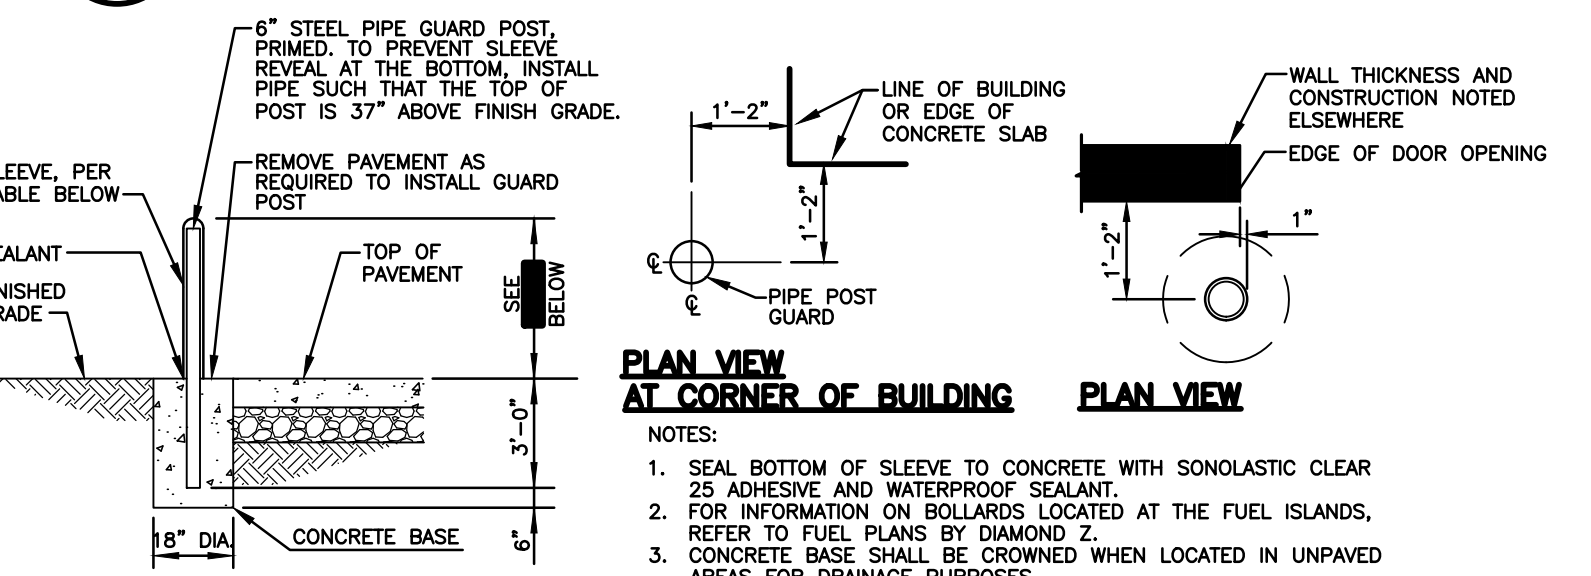 6" STEEL PIPE GUARD POST,
PRIMED. TO PREVENT SLEEVE
REVEAL AT THE BOTTOM, INSTALL
PIPE SUCH THAT THE TOP OF
POST IS 37" ABOVE FINISH GRADE.
LEEVE, PER
ABLE BELOW
REMOVE PAVEMENT AS
REQUIRED TO INSTALL GUARD
POST
EALANT
NISHED
RADE
TOP OF
PAVEMENT
SEE
BELOW
3'-0"
6"
18" DIA.
CONCRETE BASE
1'-2"
LINE OF BUILDING
OR EDGE OF
CONCRETE SLAB
1'-2"
℄
℄
PIPE POST
GUARD
PLAN VIEW
AT CORNER OF BUILDING
WALL THICKNESS AND
CONSTRUCTION NOTED
ELSEWHERE
EDGE OF DOOR OPENING
1'-2"
1"
PLAN VIEW
NOTES:
1. SEAL BOTTOM OF SLEEVE TO CONCRETE WITH SONOLASTIC CLEAR
25 ADHESIVE AND WATERPROOF SEALANT.
2. FOR INFORMATION ON BOLLARDS LOCATED AT THE FUEL ISLANDS,
REFER TO FUEL PLANS BY DIAMOND Z.
3. CONCRETE BASE SHALL BE CROWNED WHEN LOCATED IN UNPAVED
AREAS FOR DRAINAGE PURPOSES.